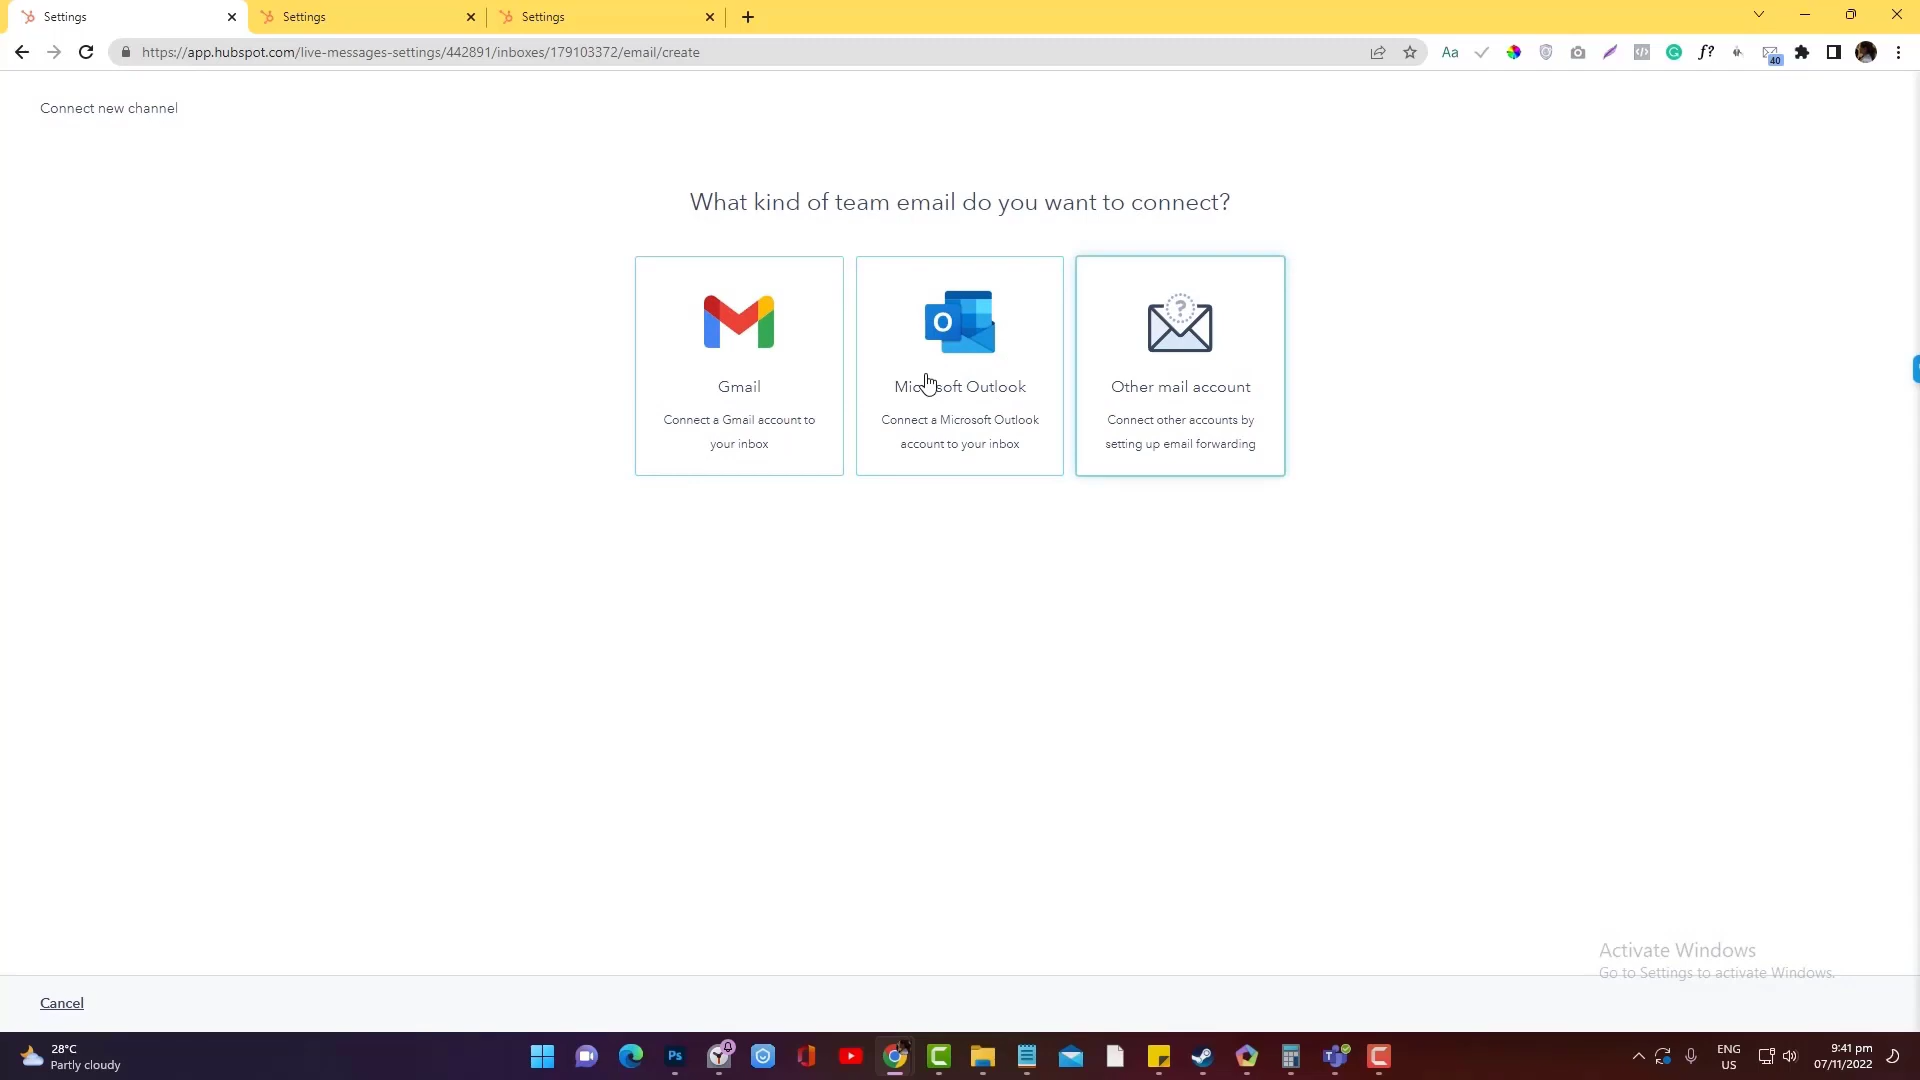 Settings
Settings
Settings
https://app.hubspot.com/live-messages-settings/442891/inboxes/179103372/email/create
Aa
f?
40
Connect new channel
What kind of team email do you want to connect?
Gmail
Connect a Gmail account to
your inbox
O
Microsoft Outlook
Connect a Microsoft Outlook
account to your inbox
?
Other mail account
Connect other accounts by
setting up email forwarding
Activate Windows
Go to Settings to activate Windows.
Cancel
28°C
Partly cloudy
Ps
ENG
US
9:41 pm
07/11/2022